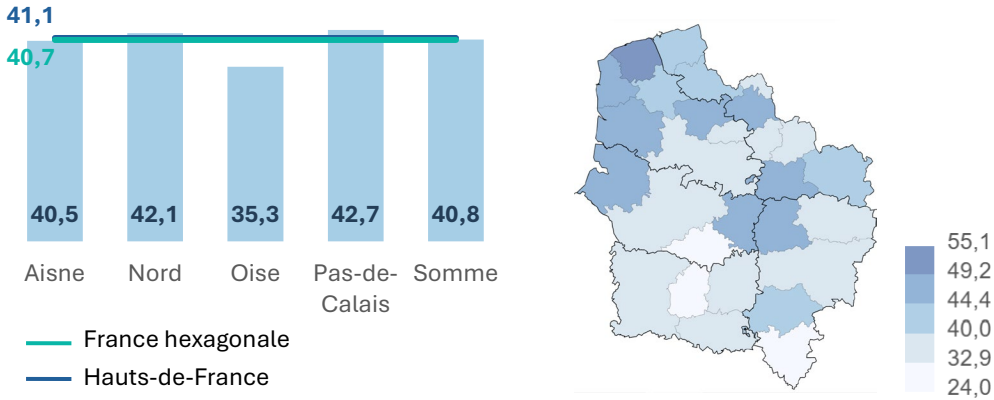 41,1
40,7
40,5
42,1
35,3
42,7
40,8
Aisne
Nord
Oise
Pas-de-
Calais
Somme
France hexagonale
Hauts-de-France
55,1
49,2
44,4
40,0
32,9
24,0